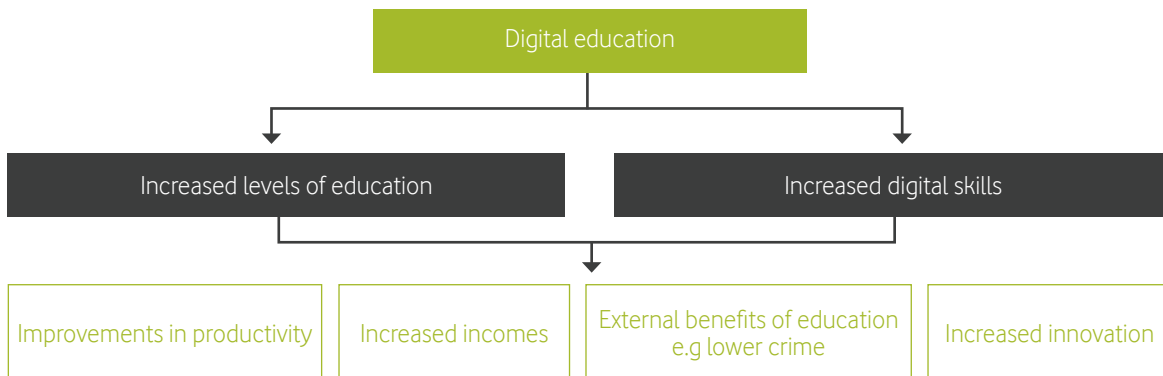 Digital education
Increased levels of education
Increased digital skills
Improvements in productivity
Increased incomes
External benefits of education
e.g lower crime
Increased innovation